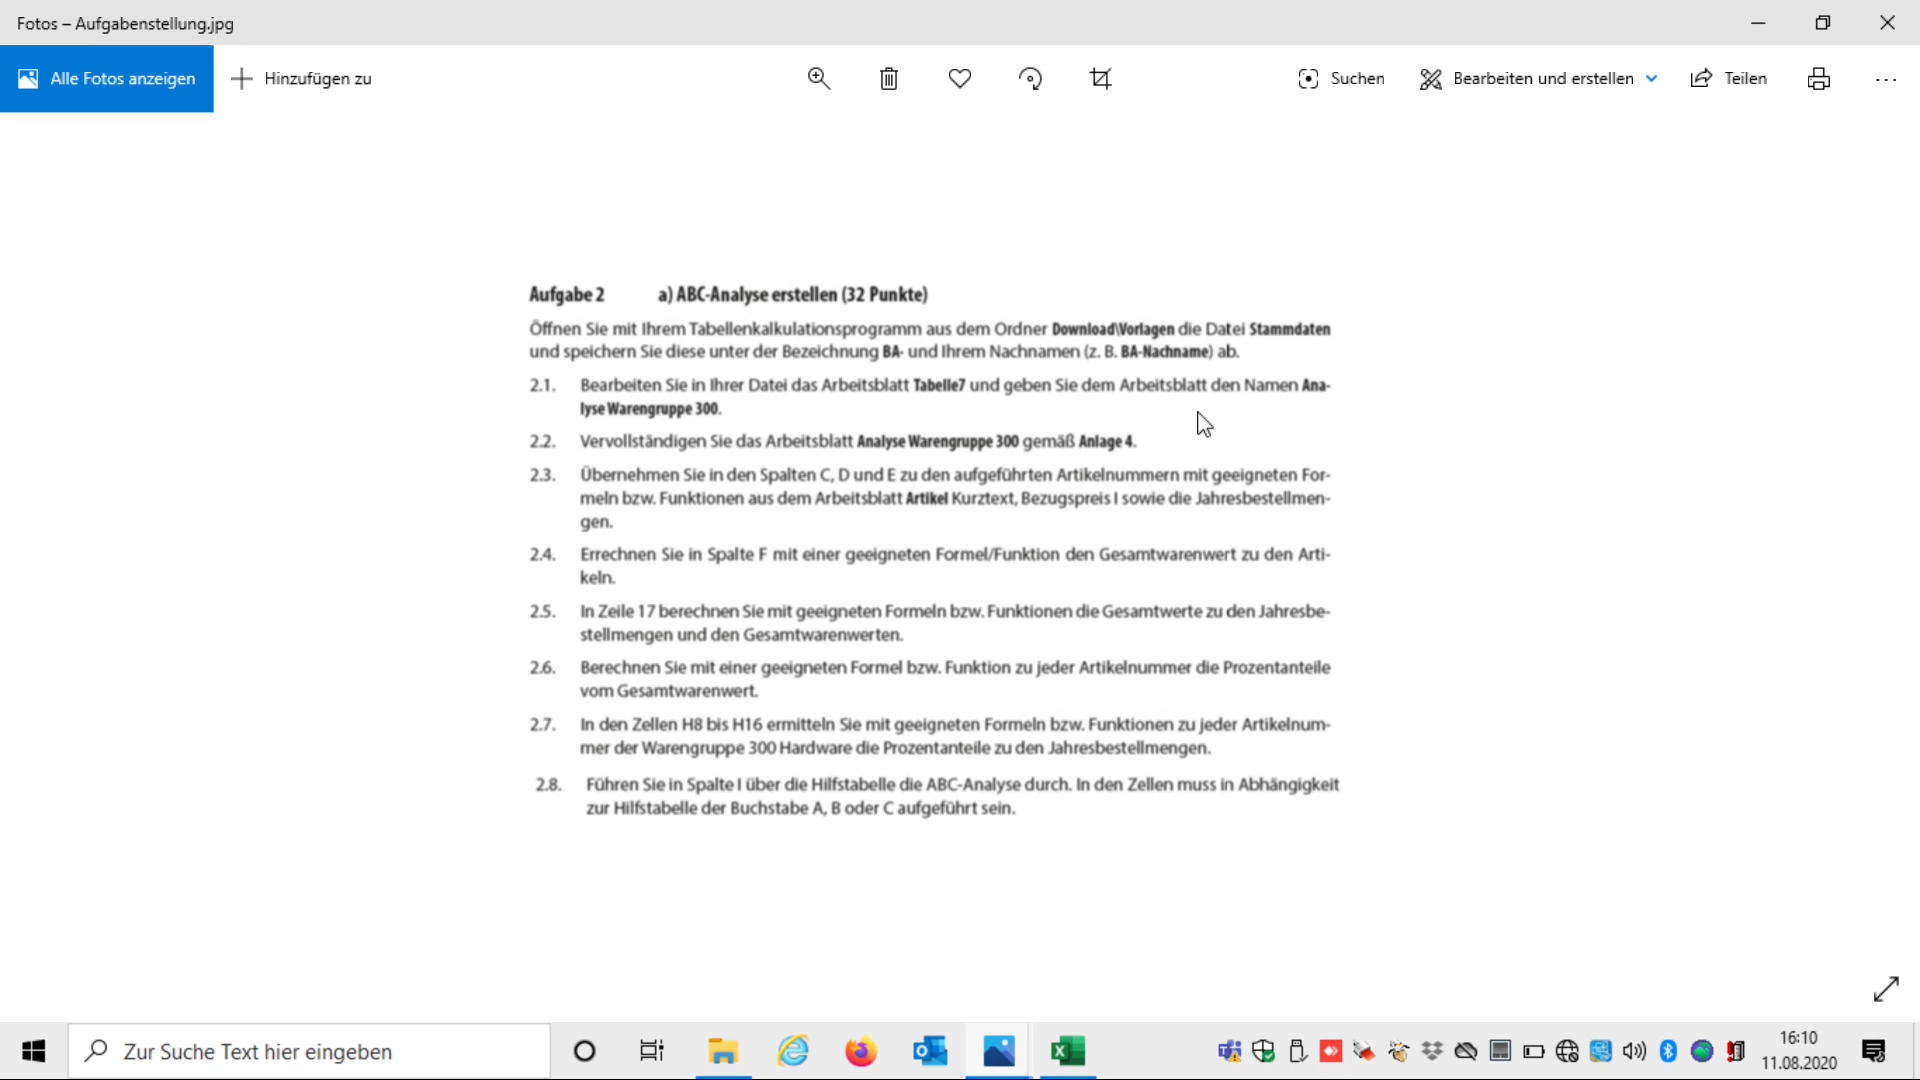 Fotos – Aufgabenstellung.jpg
Alle Fotos anzeigen
Hinzufügen zu
Suchen
Bearbeiten und erstellen
Teilen
Aufgabe 2 a) ABC-Analyse erstellen (32 Punkte)
Öffnen Sie mit Ihrem Tabellenkalkulationsprogramm aus dem Ordner Download\Vorlagen die Datei Stammdaten
und speichern Sie diese unter der Bezeichnung BA- und Ihrem Nachnamen (z. B. BA-Nachname) ab.
2.1. Bearbeiten Sie in Ihrer Datei das Arbeitsblatt Tabelle7 und geben Sie dem Arbeitsblatt den Namen Ana-
lyse Warengruppe 300.
2.2. Vervollständigen Sie das Arbeitsblatt Analyse Warengruppe 300 gemäß Anlage 4.
2.3. Übernehmen Sie in den Spalten C, D und E zu den aufgeführten Artikelnummern mit geeigneten For-
meln bzw. Funktionen aus dem Arbeitsblatt Artikel Kurztext, Bezugspreis I sowie die Jahresbestellmen-
gen.
2.4. Errechnen Sie in Spalte F mit einer geeigneten Formel/Funktion den Gesamtwarenwert zu den Arti-
keln.
2.5. In Zeile 17 berechnen Sie mit geeigneten Formeln bzw. Funktionen die Gesamtwerte zu den Jahresbe-
stellmengen und den Gesamtwarenwerten.
2.6. Berechnen Sie mit einer geeigneten Formel bzw. Funktion zu jeder Artikelnummer die Prozentanteile
vom Gesamtwarenwert.
2.7. In den Zellen H8 bis H16 ermitteln Sie mit geeigneten Formeln bzw. Funktionen zu jeder Artikelnum-
mer der Warengruppe 300 Hardware die Prozentanteile zu den Jahresbestellmengen.
2.8. Führen Sie in Spalte I über die Hilfstabelle die ABC-Analyse durch. In den Zellen muss in Abhängigkeit
zur Hilfstabelle der Buchstabe A, B oder C aufgeführt sein.
Zur Suche Text hier eingeben
16:10
11.08.2020